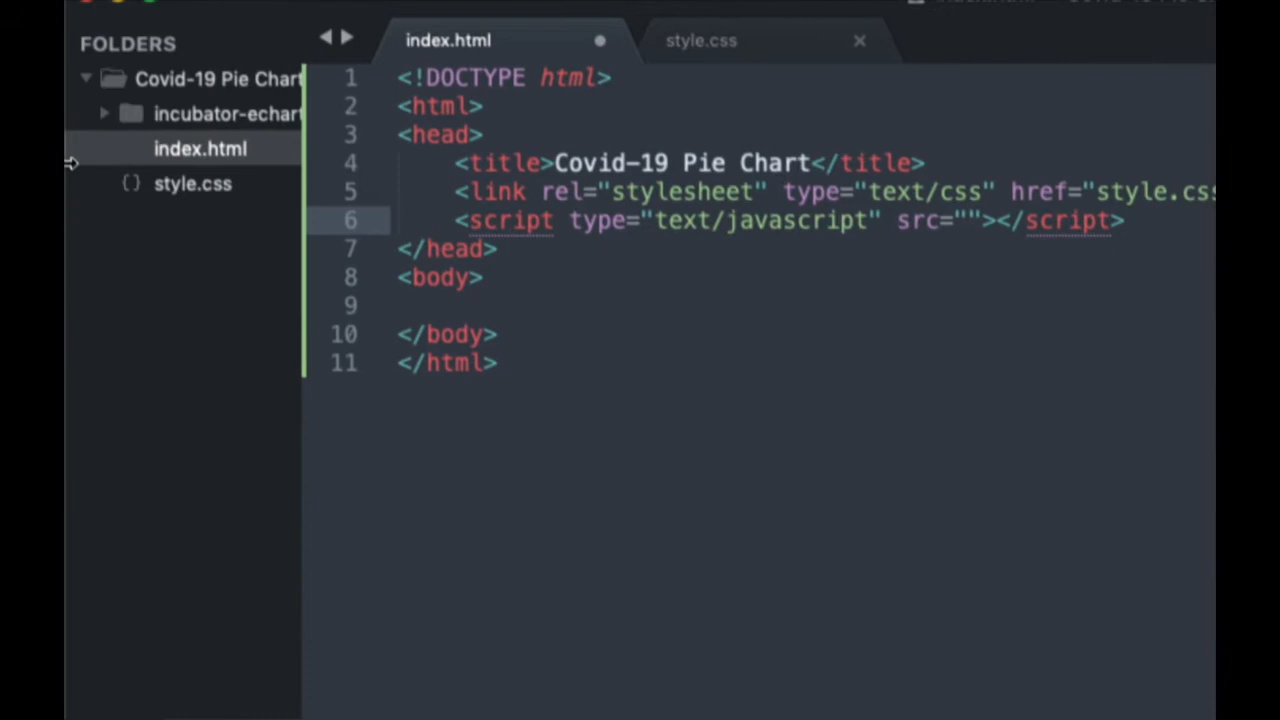 FOLDERS
Covid-19 Pie Chart
incubator-echart
index.html
{} style.css
index.html
style.css
1 <!DOCTYPE html>
2 <html>
3 <head>
4 <title>Covid-19 Pie Chart</title>
5 <link rel="stylesheet" type="text/css" href="style.css
6 <script type="text/javascript" src=""></script>
7 </head>
8 <body>
9
10 </body>
11 </html>